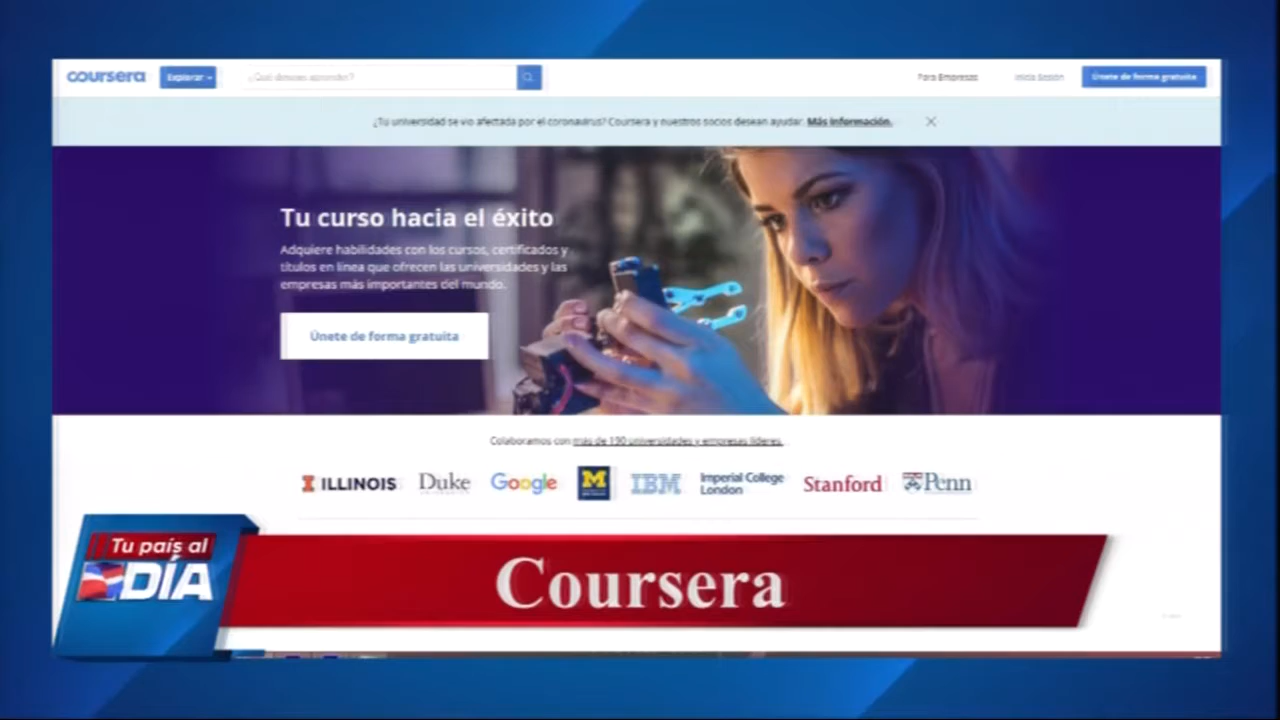 coursera
Explorar
¿Qué deseas aprender?
Para Empresas
Inicia Sesión
Únete de forma gratuita
¿Tu universidad se vio afectada por el coronavirus? Coursera y nuestros socios desean ayudar. Más información.
Tu curso hacia el éxito
Adquiere habilidades con los cursos, certificados y
títulos en línea que ofrecen las universidades y las
empresas más importantes del mundo.
Únete de forma gratuita
Colaboramos con más de 190 universidades y empresas líderes.
I ILLINOIS
Duke
Google
M
IBM
Imperial College
London
Stanford
Penn
Tu país al
DÍA
Coursera